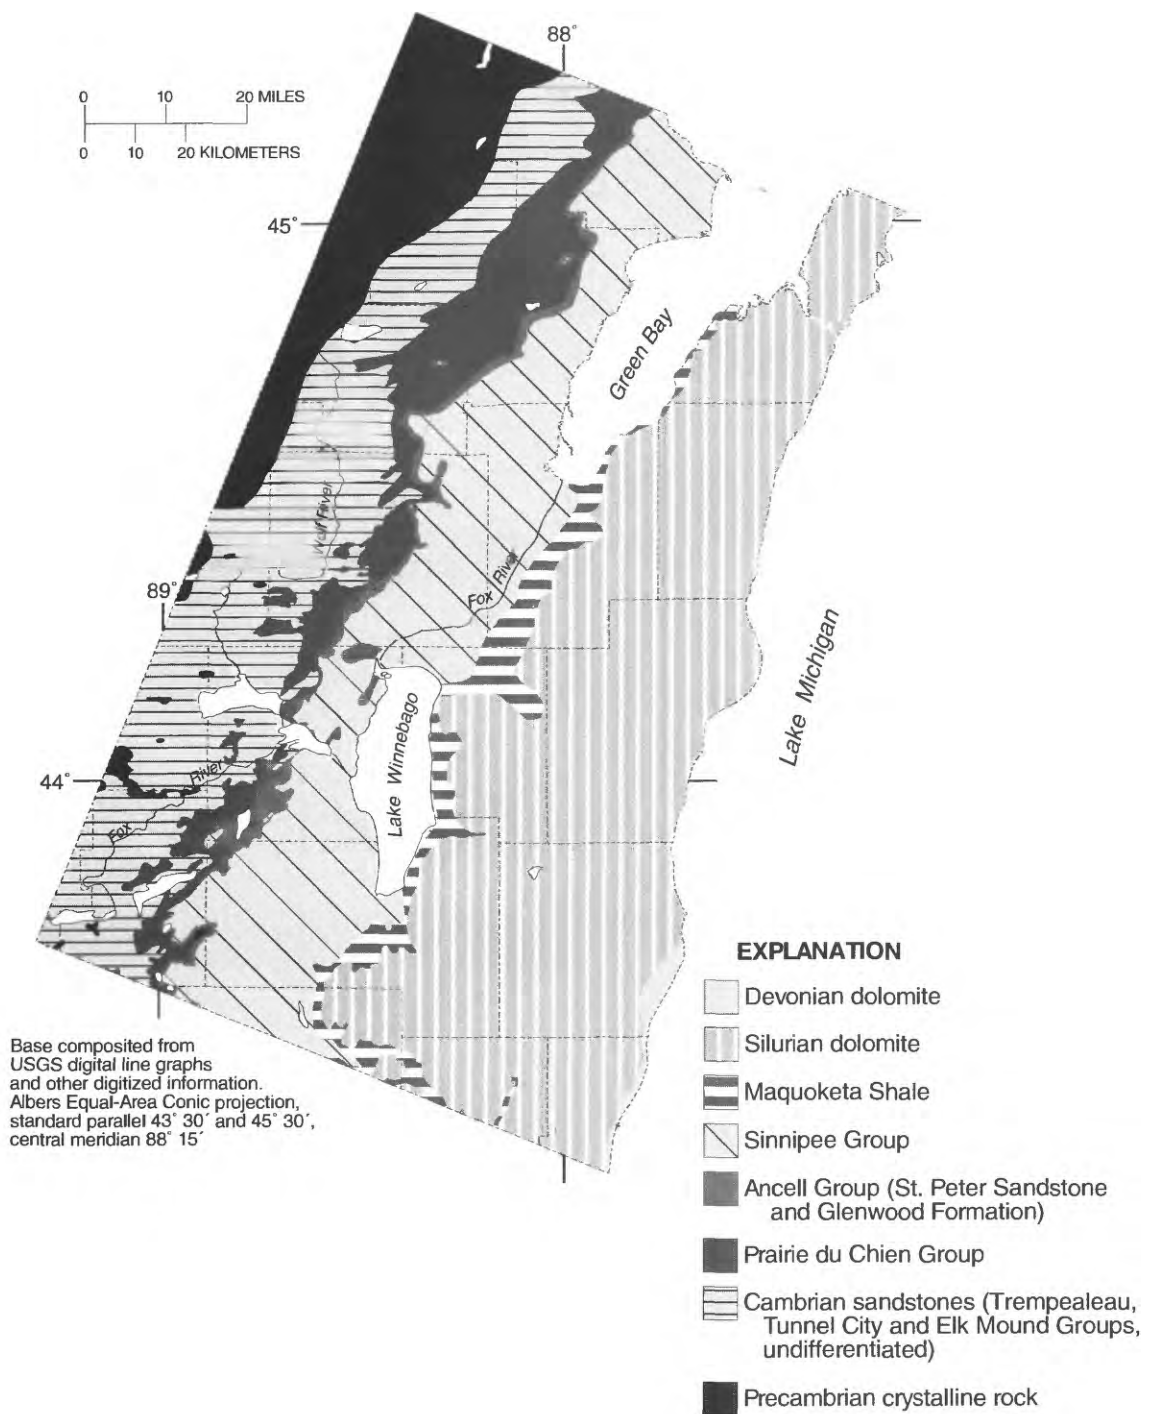 88°
0 10 20 MILES
0 10 20 KILOMETERS
45°
Green Bay
Wolf River
Fox River
89°
Lake Michigan
Lake Winnebago
44°
River
Fox
EXPLANATION
Devonian dolomite
Silurian dolomite
Maquoketa Shale
Sinnipee Group
Ancell Group (St. Peter Sandstone
and Glenwood Formation)
Prairie du Chien Group
Cambrian sandstones (Trempealeau,
Tunnel City and Elk Mound Groups,
undifferentiated)
Precambrian crystalline rock
Base composited from
USGS digital line graphs
and other digitized information.
Albers Equal-Area Conic projection,
standard parallel 43° 30´ and 45° 30´,
central meridian 88° 15´